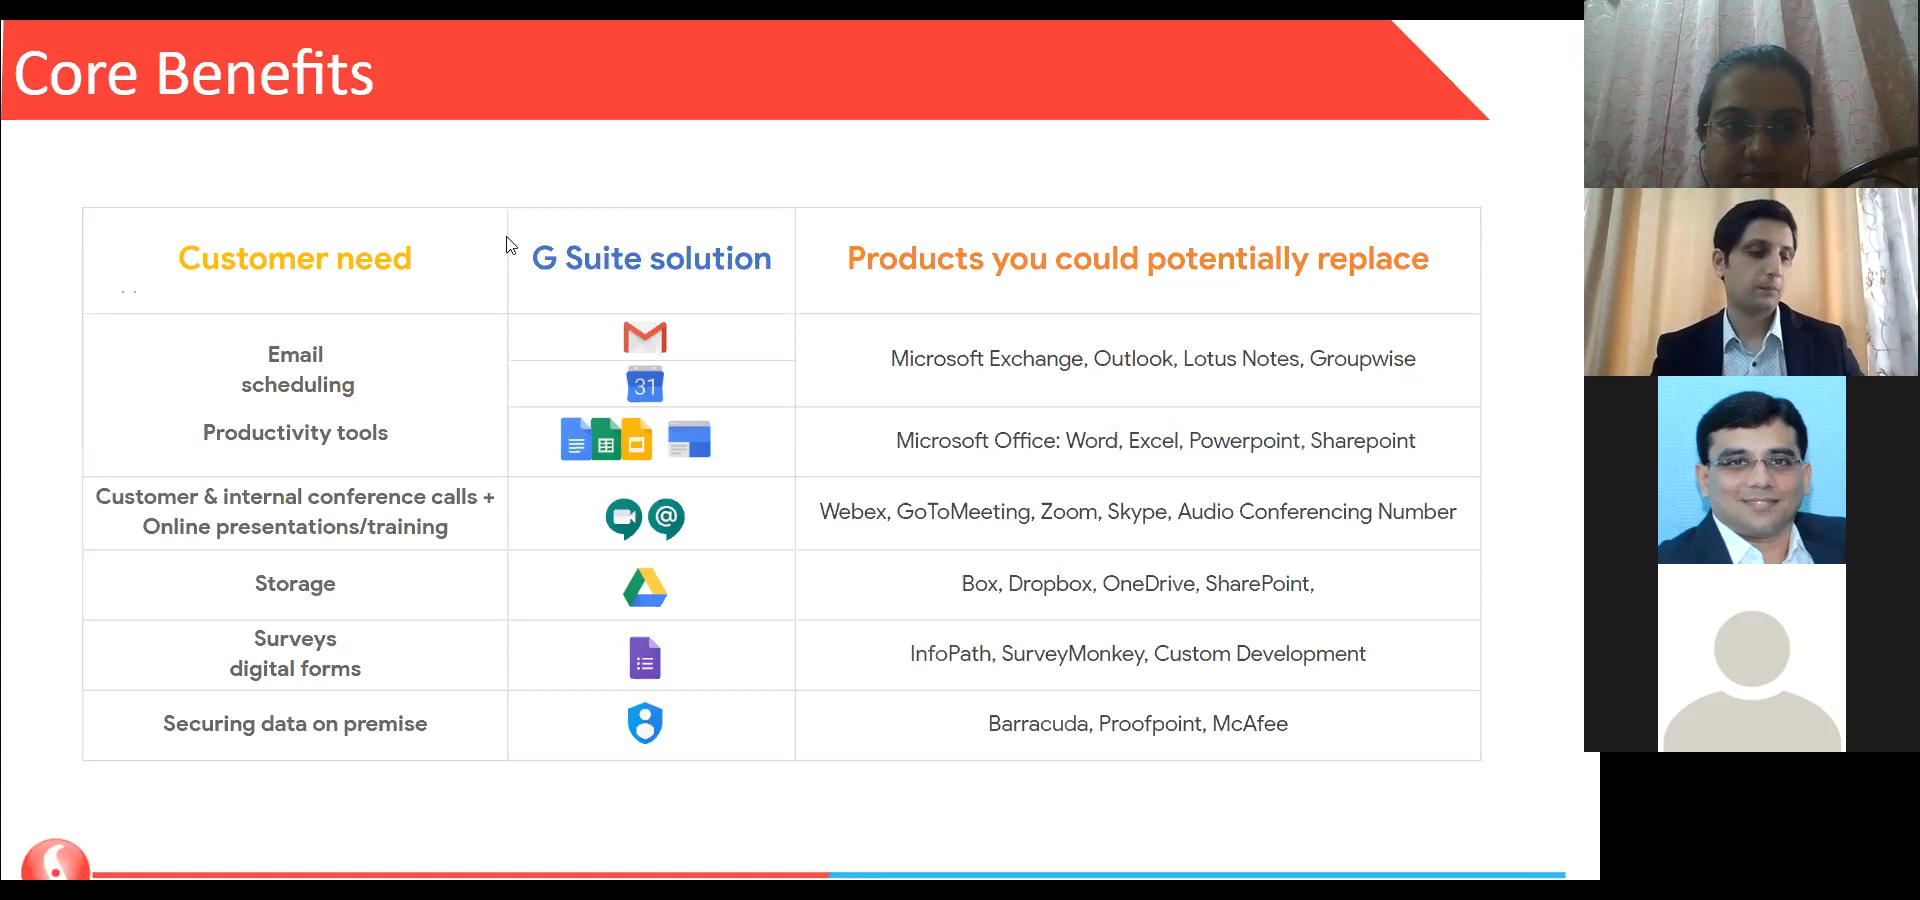 Core Benefits
Customer need
G Suite solution
Products you could potentially replace
Email
scheduling
31
Microsoft Exchange, Outlook, Lotus Notes, Groupwise
Productivity tools
Microsoft Office: Word, Excel, Powerpoint, Sharepoint
Customer & internal conference calls +
Online presentations/training
@
Webex, GoToMeeting, Zoom, Skype, Audio Conferencing Number
Storage
Box, Dropbox, OneDrive, SharePoint,
Surveys
digital forms
InfoPath, SurveyMonkey, Custom Development
Securing data on premise
Barracuda, Proofpoint, McAfee